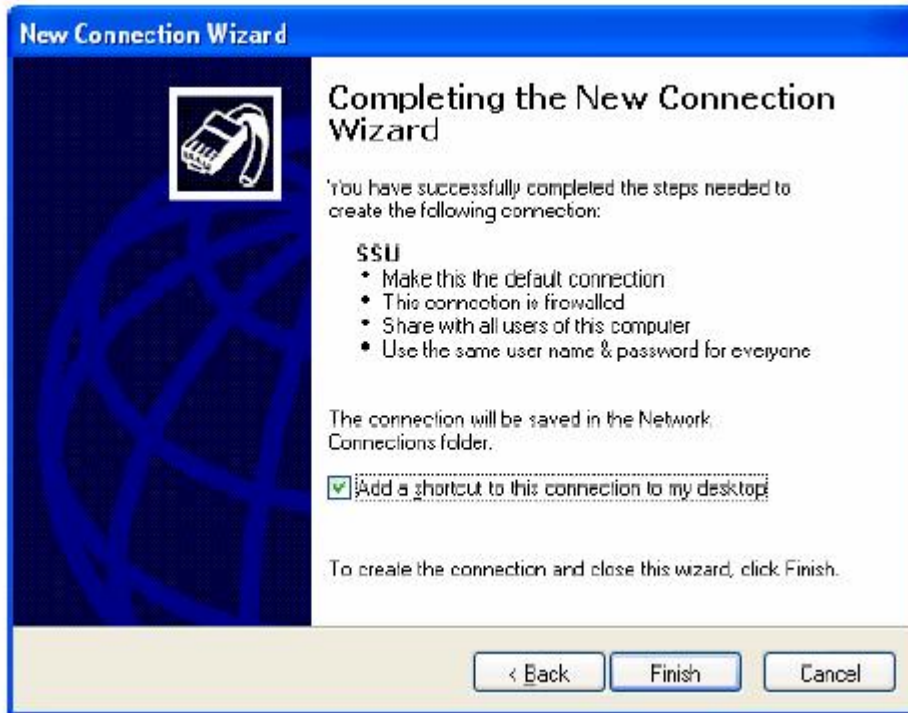 New Connection Wizard
Completing the New Connection
Wizard
You have successfully completed the steps needed to
create the following connection:
SSU
• Make this the default connection
• This connection is firewalled
• Share with all users of this computer
• Use the same user name & password for everyone
The connection will be saved in the Network
Connections folder.
Add a shortcut to this connection to my desktop
To create the connection and close this wizard, click Finish.
< Back Finish Cancel